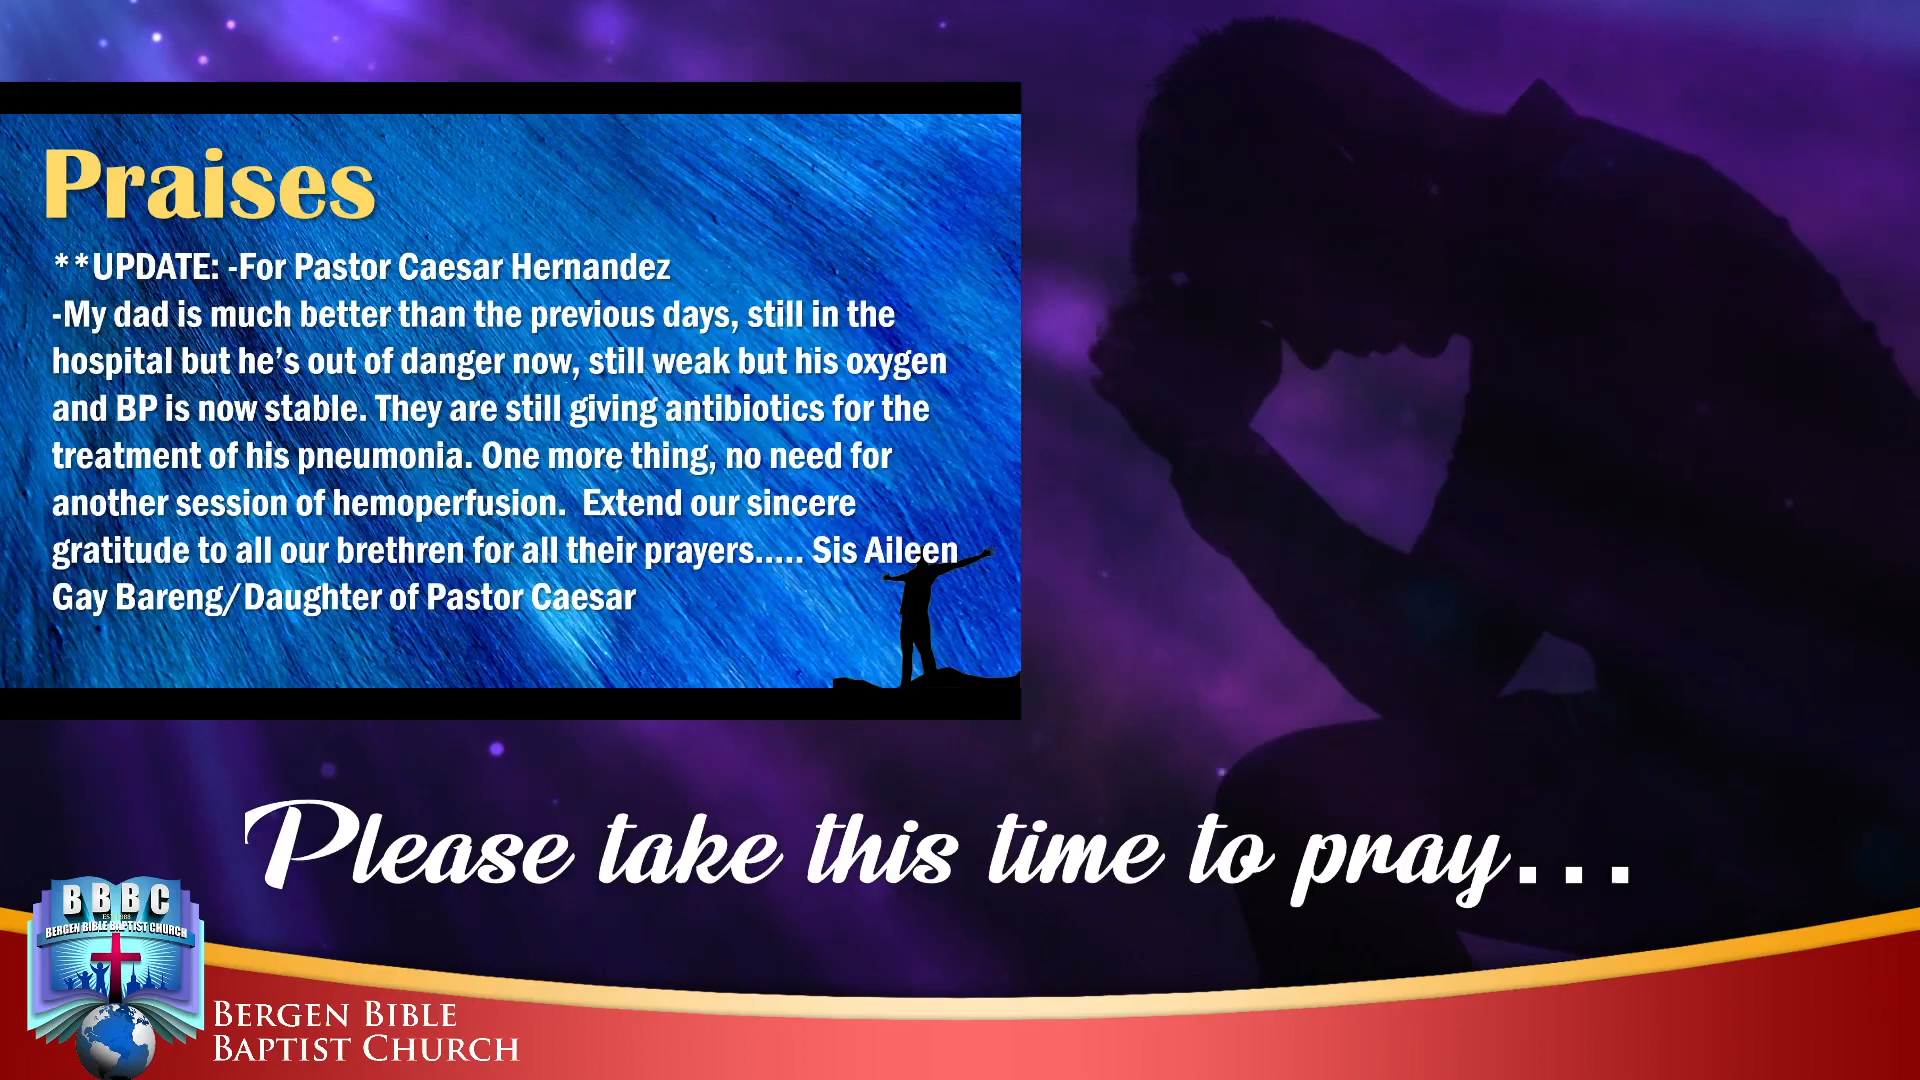 Praises
**UPDATE: -For Pastor Caesar Hernandez
-My dad is much better than the previous days, still in the
hospital but he’s out of danger now, still weak but his oxygen
and BP is now stable. They are still giving antibiotics for the
treatment of his pneumonia. One more thing, no need for
another session of hemoperfusion.  Extend our sincere
gratitude to all our brethren for all their prayers..... Sis Aileen
Gay Bareng/Daughter of Pastor Caesar
Please take this time to pray...
BBBC
BERGEN BIBLE BAPTIST CHURCH
BERGEN BIBLE
BAPTIST CHURCH